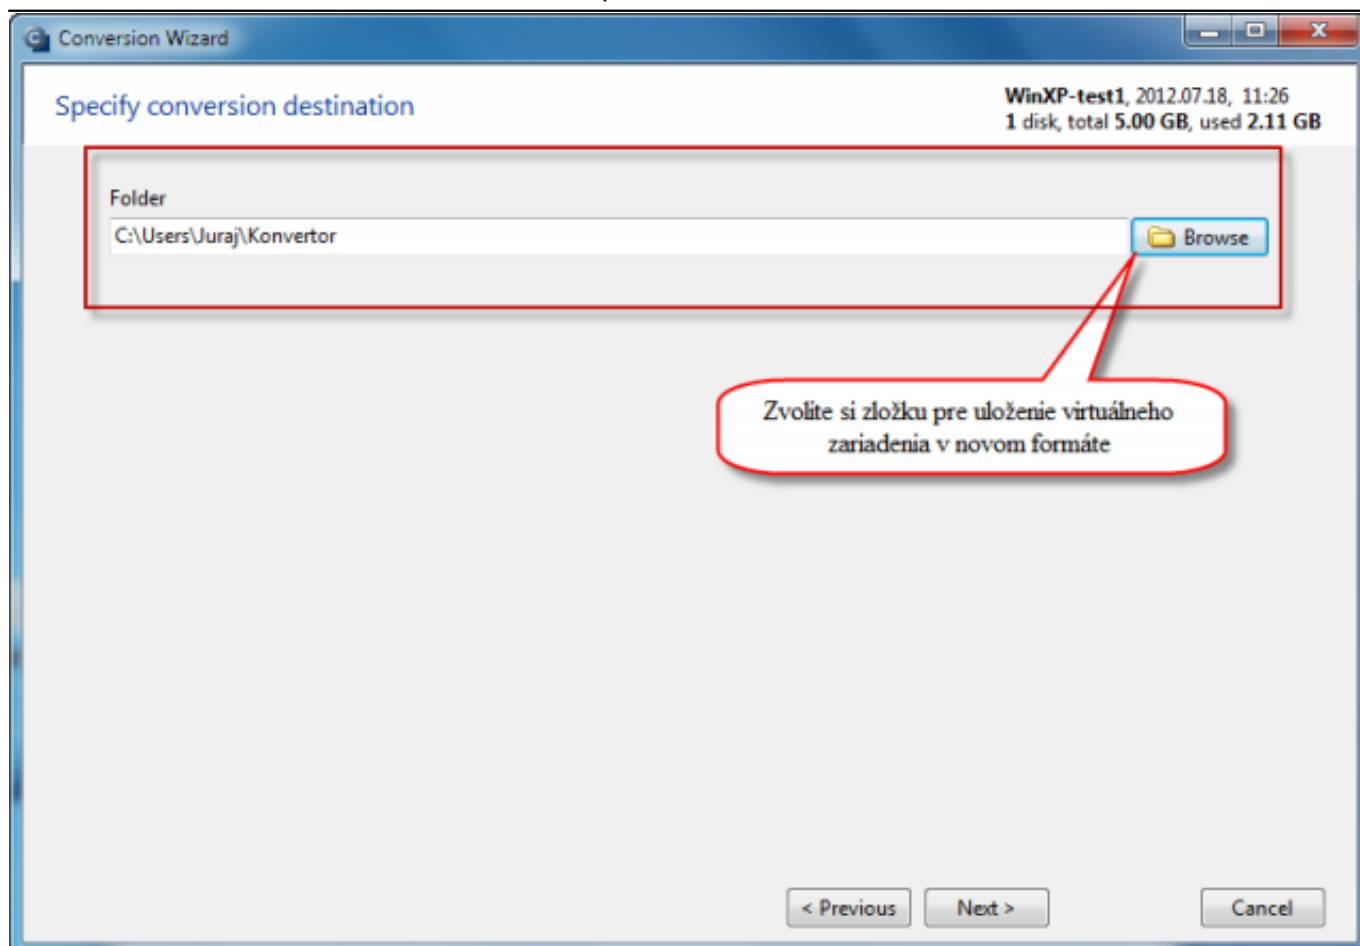 Conversion Wizard
Specify conversion destination
WinXP-test1, 2012.07.18, 11:26
1 disk, total 5.00 GB, used 2.11 GB
Folder
C:\Users\Juraj\Konvertor
Browse
Zvolite si zložku pre uloženie virtuálneho
zariadenia v novom formáte
< Previous
Next >
Cancel